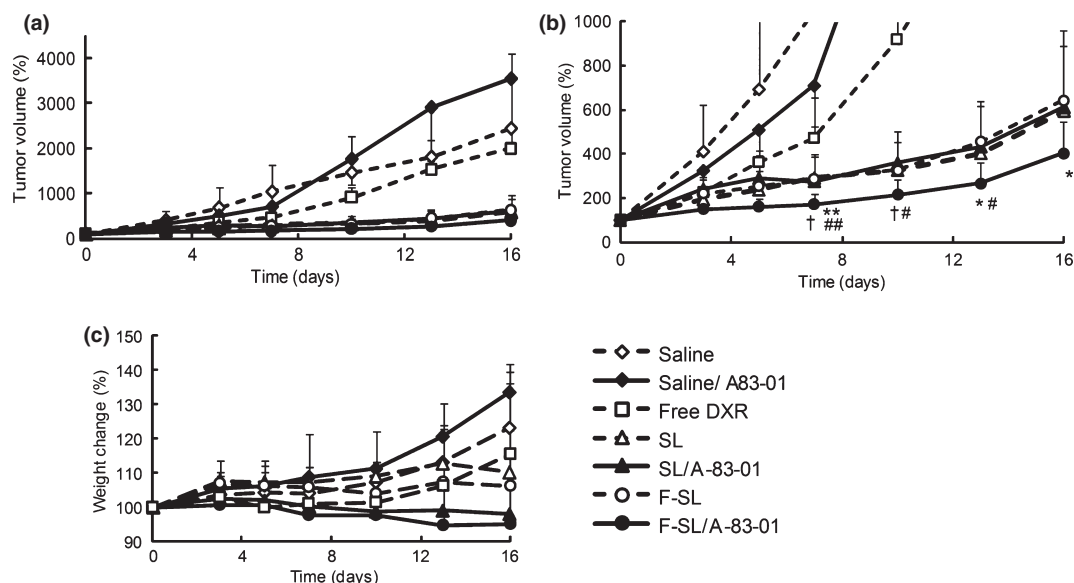 (a)
Tumor volume (%)
4000
3000
2000
1000
0
0 4 8 12 16
Time (days)
(b)
Tumor volume (%)
1000
800
600
400
200
0
† ** ## †# * # *
0 4 8 12 16
Time (days)
(c)
Weight change (%)
150
140
130
120
110
100
90
0 4 8 12 16
Time (days)
Saline
Saline/ A83-01
Free DXR
SL
SL/A-83-01
F-SL
F-SL/A-83-01